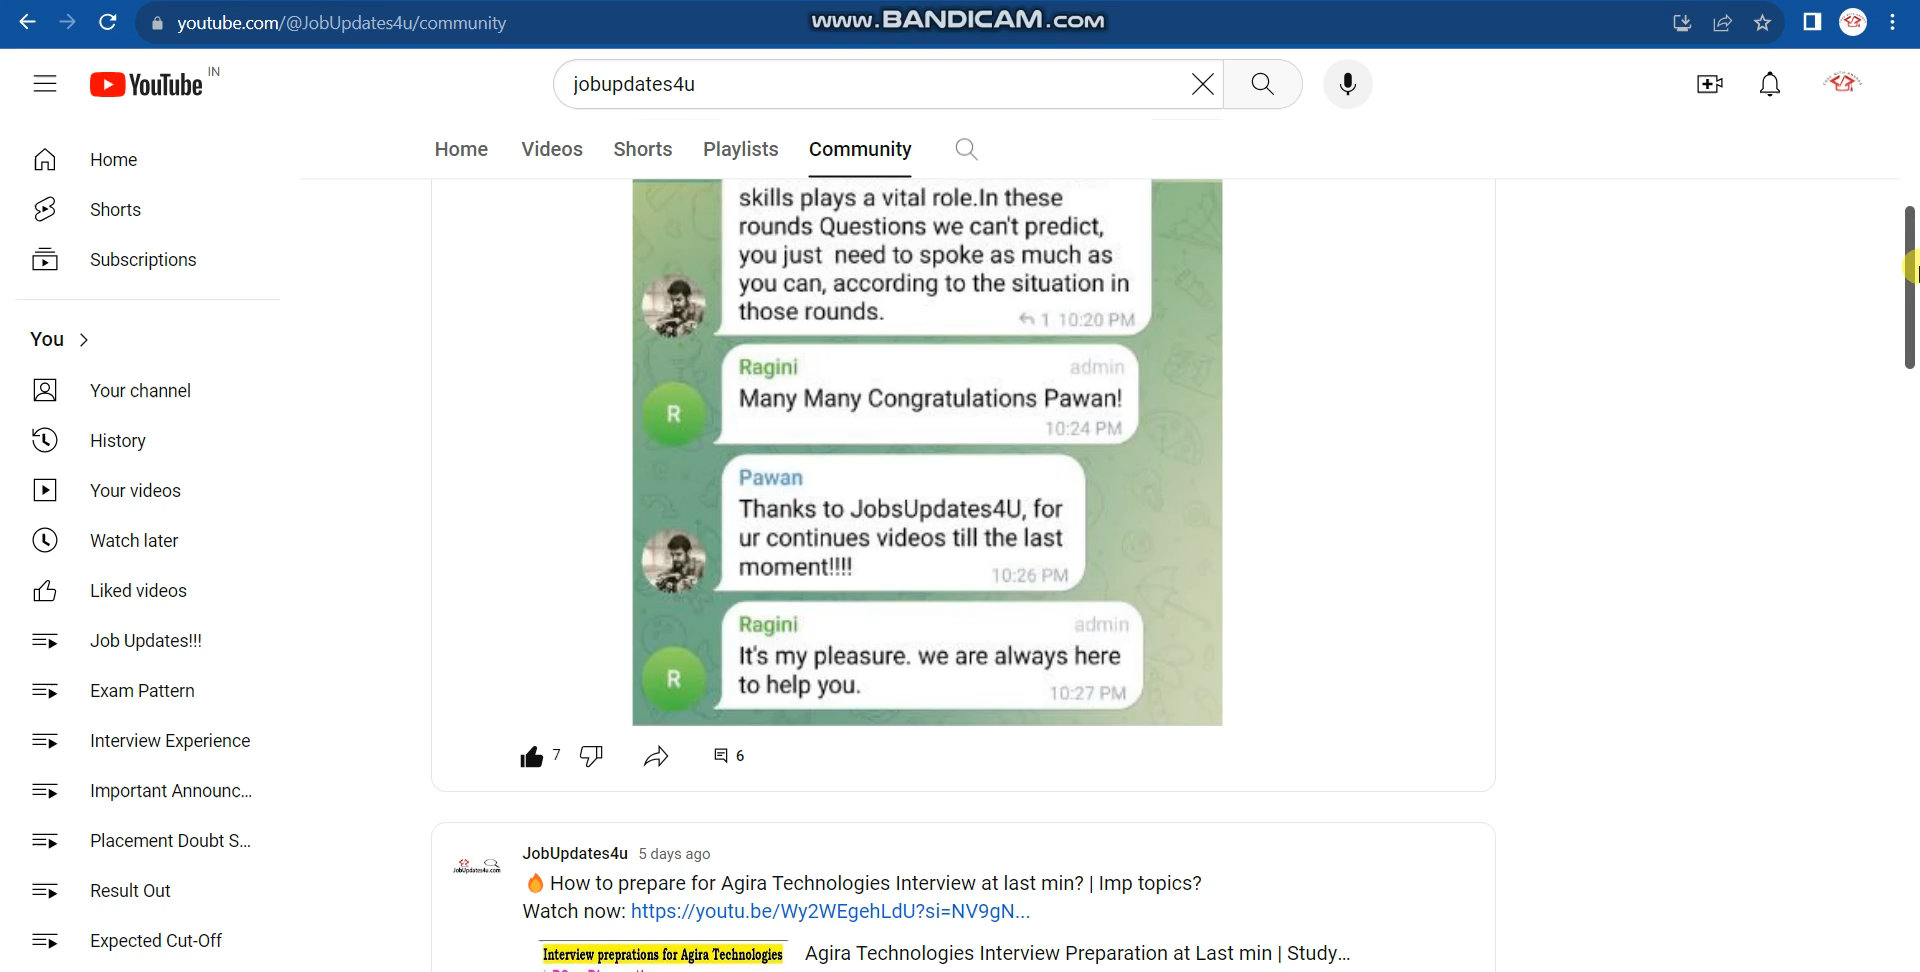 youtube.com/@JobUpdates4u/community
www.BANDICAM.com
YouTube IN
jobupdates4u
Home Videos Shorts Playlists Community
Home
Shorts
Subscriptions
You
Your channel
History
Your videos
Watch later
Liked videos
Job Updates!!!
Exam Pattern
Interview Experience
Important Announc...
Placement Doubt S...
Result Out
Expected Cut-Off
skills plays a vital role.In these
rounds Questions we can't predict,
you just need to spoke as much as
you can, according to the situation in
those rounds.
1 10:20 PM
Ragini admin
R
Many Many Congratulations Pawan!
10:24 PM
Pawan
Thanks to JobsUpdates4U, for
ur continues videos till the last
moment!!!!
10:26 PM
Ragini admin
R
It's my pleasure. we are always here
to help you.
10:27 PM
7 6
JobUpdates4u 5 days ago
JobUpdates4u.com
How to prepare for Agira Technologies Interview at last min? | Imp topics?
Watch now: https://youtu.be/Wy2WEgehLdU?si=NV9gN...
Interview preprations for Agira Technologies
Agira Technologies Interview Preparation at Last min | Study...